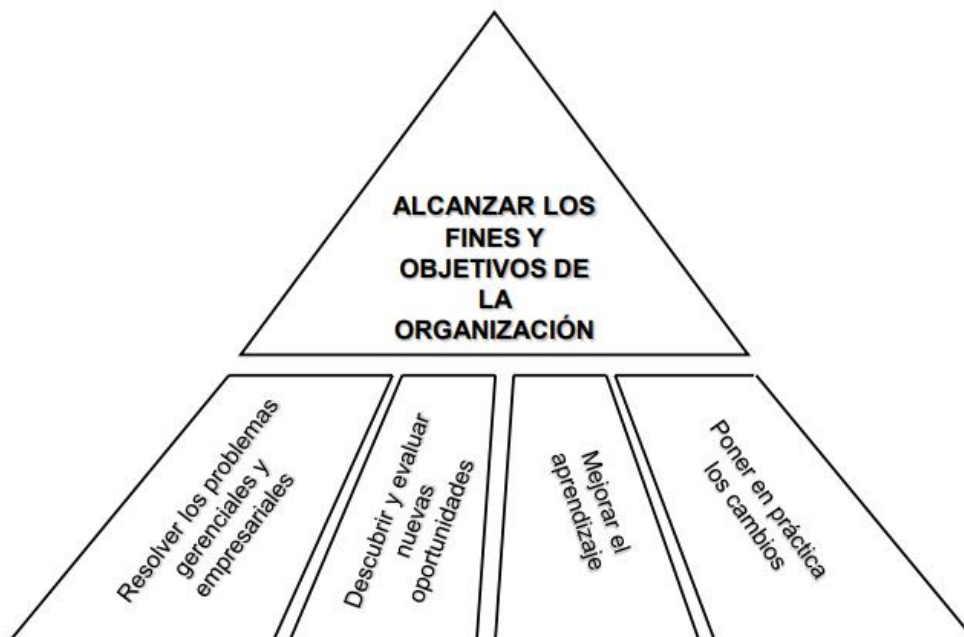 ALCANZAR LOS
FINES Y
OBJETIVOS DE
LA
ORGANIZACIÓN
Resolver los problemas
gerenciales y
empresariales
Descubrir y evaluar
nuevas
oportunidades
Mejorar el
aprendizaje
Poner en práctica
los cambios